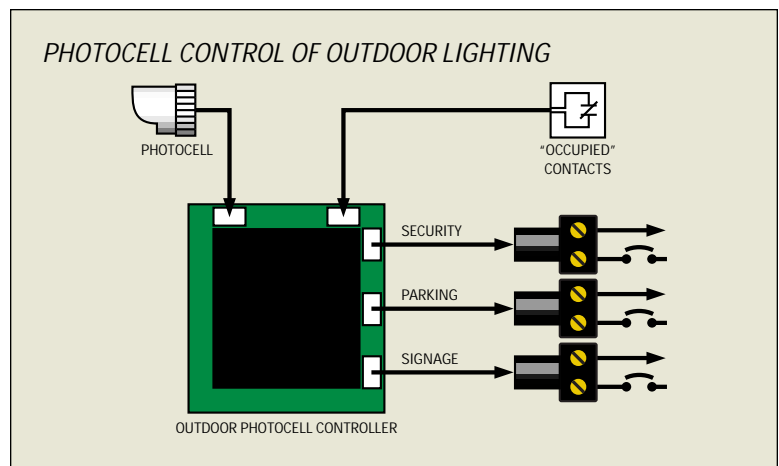 PHOTOCELL CONTROL OF OUTDOOR LIGHTING
PHOTOCELL
"OCCUPIED"
CONTACTS
SECURITY
PARKING
SIGNAGE
OUTDOOR PHOTOCELL CONTROLLER